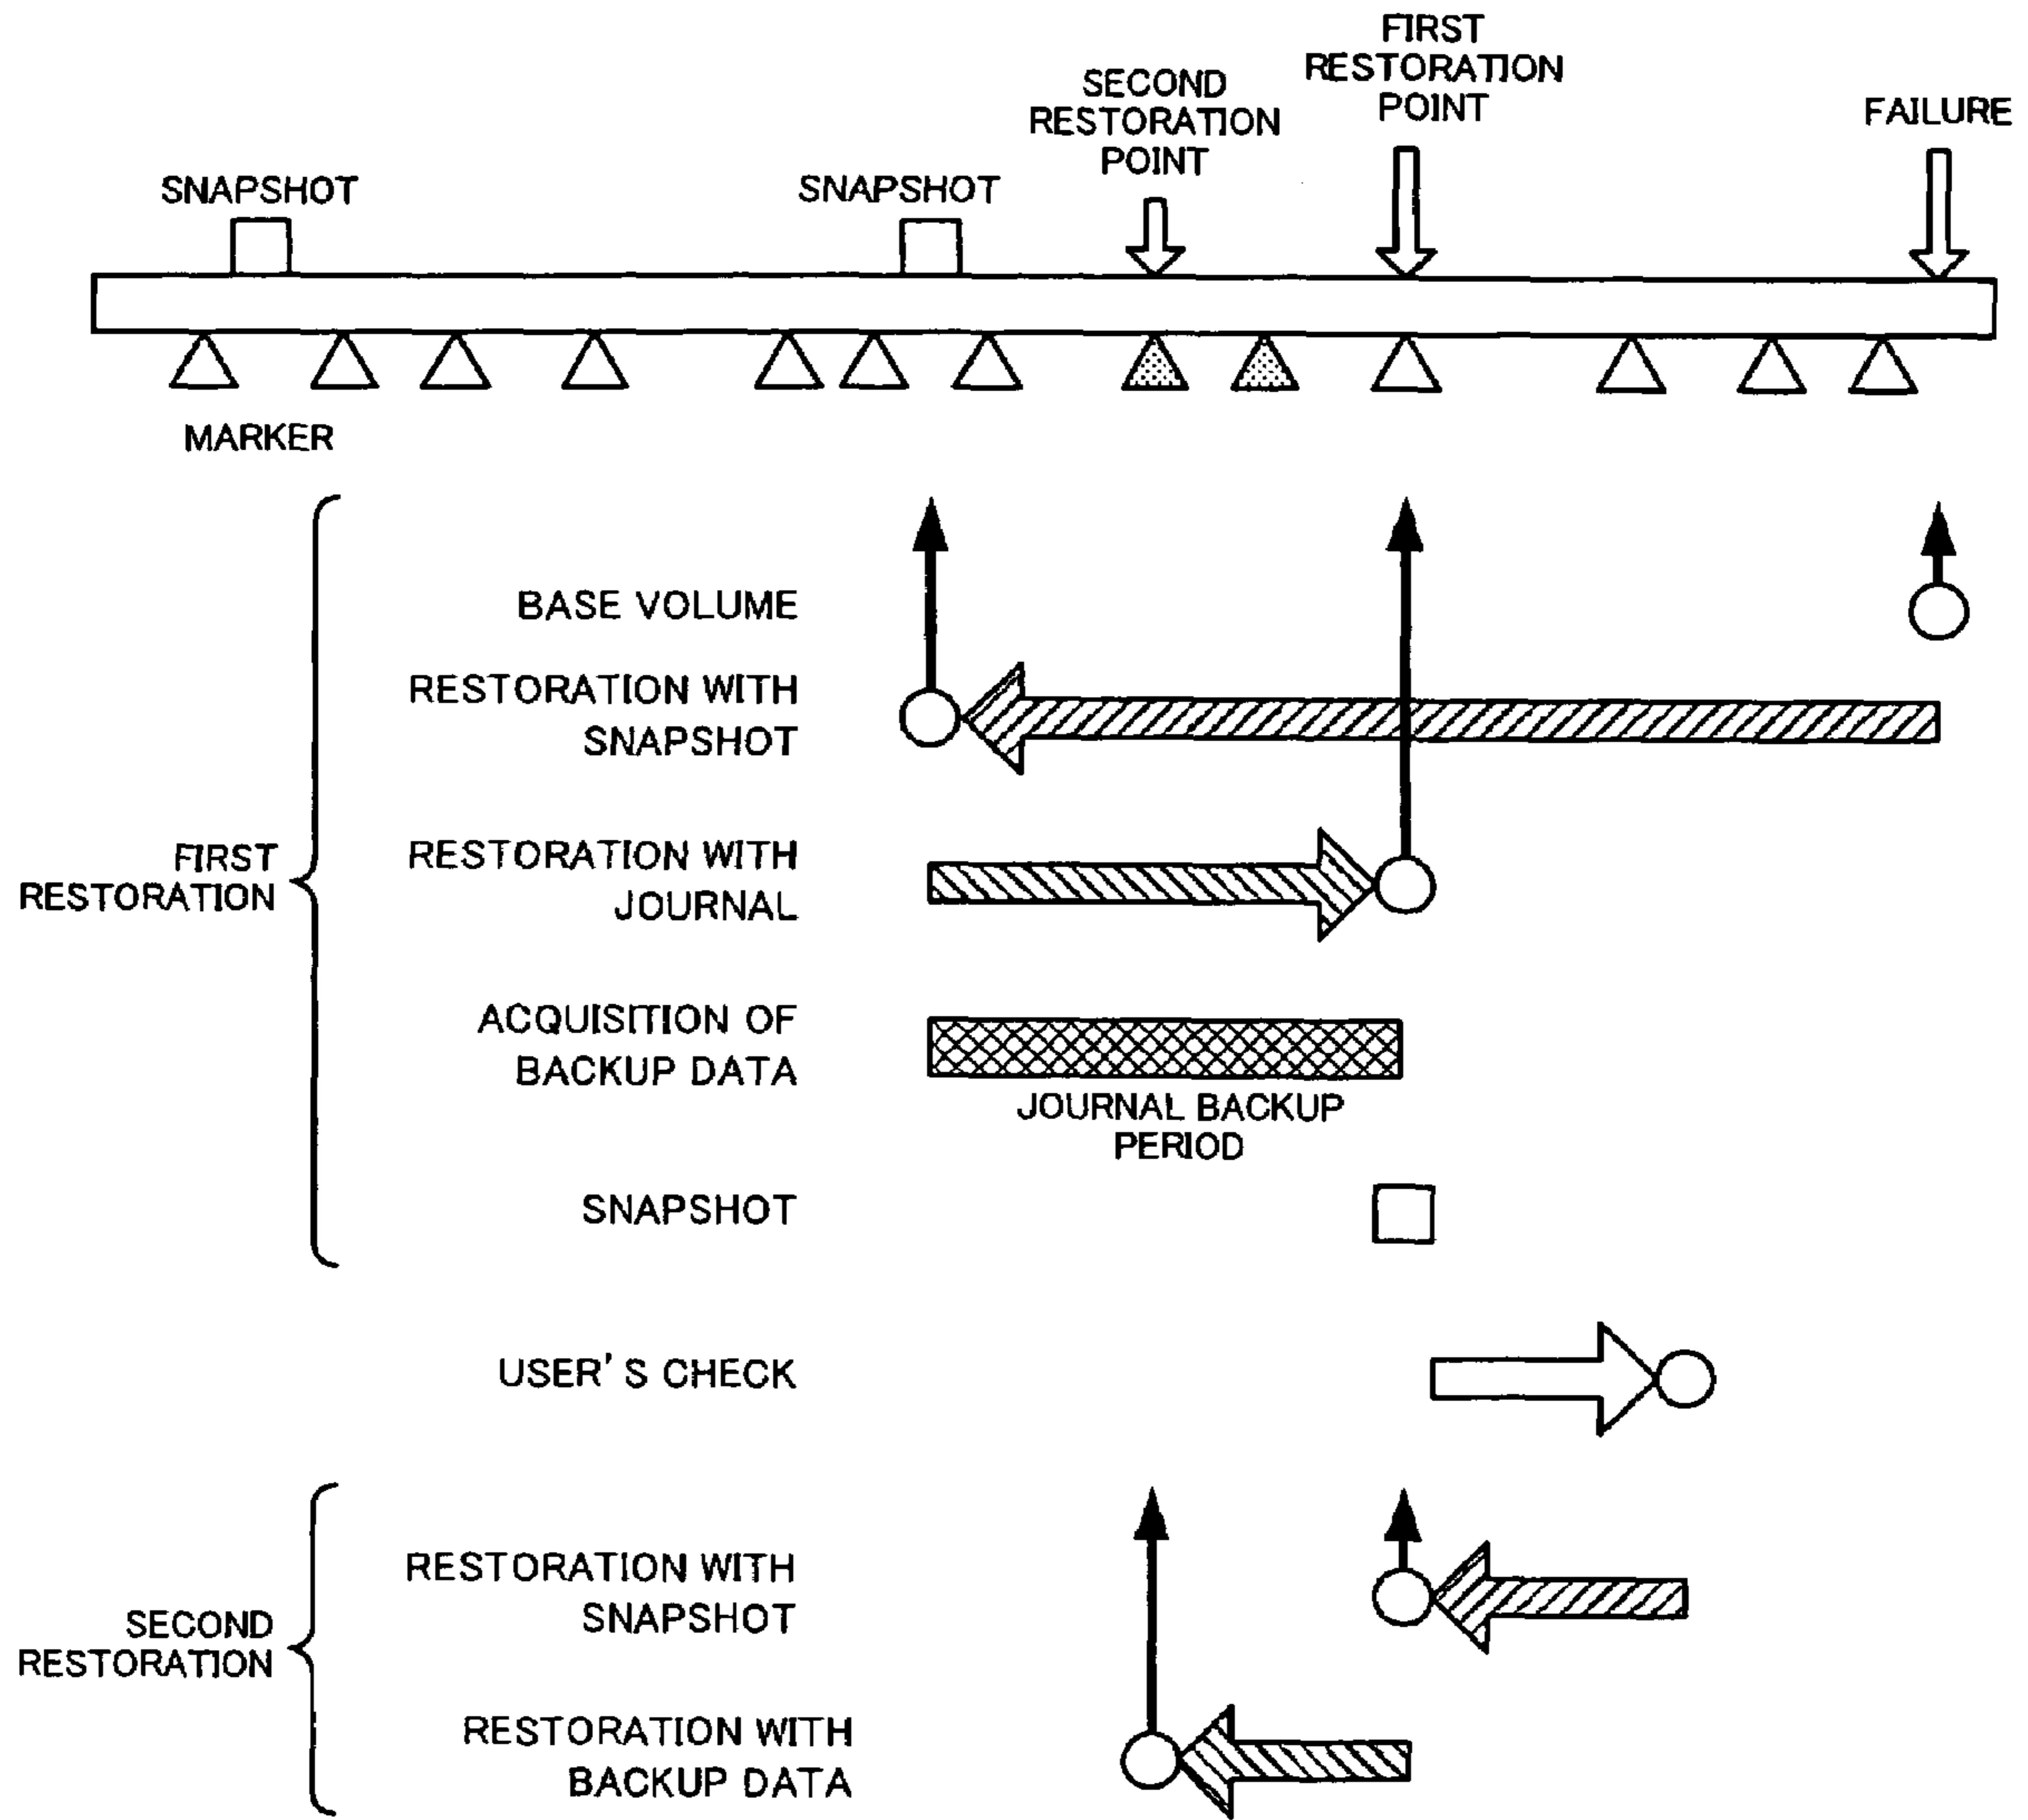 FIRST
RESTORATION
POINT
SECOND
RESTORATION
POINT
FAILURE
SNAPSHOT
SNAPSHOT
MARKER
BASE VOLUME
RESTORATION WITH
SNAPSHOT
FIRST
RESTORATION
RESTORATION WITH
JOURNAL
ACQUISITION OF
BACKUP DATA
JOURNAL BACKUP
PERIOD
SNAPSHOT
USER'S CHECK
SECOND
RESTORATION
RESTORATION WITH
SNAPSHOT
RESTORATION WITH
BACKUP DATA